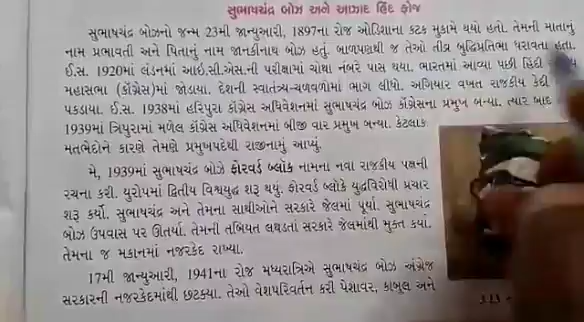 સુભાષચંદ્ર બોઝ અને આઝાદ હિંદ ફોજ
સુભાષચંદ્ર બોઝનો જન્મ 23મી જાન્યુઆરી, 1897ના રોજ ઓડિશાના કટક મુકામે થયો હતો. તેમની માતાનું
નામ પ્રભાવતી અને પિતાનું નામ જાનકીનાથ બોઝ હતું. બાળપણથી જ તેઓ તીવ્ર બુદ્ધિપ્રતિભા ધરાવતા હતા.
ઈ.સ. 1920માં લંડનમાં આઈ.સી.એસ.ની પરીક્ષામાં ચોથા નંબરે પાસ થયા. ભારતમાં આવ્યા પછી હિંદી
મહાસભા (કૉંગ્રેસ)માં જોડાયા. દેશની સ્વાતંત્ર્ય-ચળવળોમાં ભાગ લીધો. અગિયાર વખત રાજકીય કેદી
પકડાયા. ઈ.સ. 1938માં હરિપુરા કૉંગ્રેસ અધિવેશનમાં સુભાષચંદ્ર બોઝ કૉંગ્રેસના પ્રમુખ બન્યા. ત્યાર બાદ
1939માં ત્રિપુરામાં મળેલ કૉંગ્રેસ અધિવેશનમાં બીજી વાર પ્રમુખ બન્યા. કેટલાક
મતભેદોને કારણે તેમણે પ્રમુખપદેથી રાજીનામું આપ્યું.
મે, 1939માં સુભાષચંદ્ર બોઝે ફોરવર્ડ બ્લૉક નામના નવા રાજકીય પક્ષની
રચના કરી. યુરોપમાં દ્વિતીય વિશ્વયુદ્ધ શરૂ થયું. ફોરવર્ડ બ્લૉકે યુદ્ધવિરોધી પ્રચાર
શરૂ કર્યો. સુભાષચંદ્ર અને તેમના સાથીઓને સરકારે જેલમાં પૂર્યા. સુભાષચંદ્ર
બોઝ ઉપવાસ પર ઊતર્યા. તેમની તબિયત લથડતાં સરકારે જેલમાંથી મુક્ત કર્યા.
તેમના જ મકાનમાં નજરકેદ રાખ્યા.
17મી જાન્યુઆરી, 1941ના રોજ મધ્યરાત્રિએ સુભાષચંદ્ર બોઝ અંગ્રેજ
સરકારની નજરકેદમાંથી છટક્યા. તેઓ વેશપરિવર્તન કરી પેશાવર, કાબુલ અને